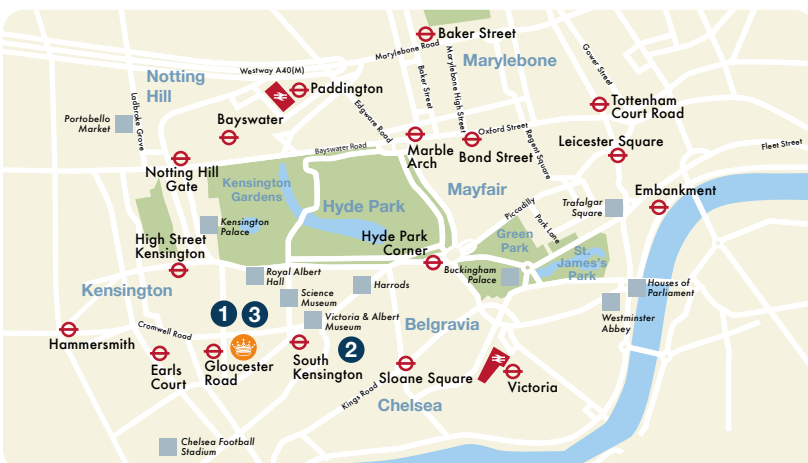 Baker Street
Marylebone Road
Marylebone
Gower Street
Notting
Hill
Westway A40(M)
Paddington
Baker Street
Marylebone High Street
Tottenham
Court Road
Portobello
Market
Ladbroke Grove
Bayswater
Edgware Road
Oxford Street
Regent Square
Leicester Square
Fleet Street
Bayswater Road
Marble
Arch
Bond Street
Notting Hill
Gate
Kensington
Gardens
Mayfair
Embankment
Hyde Park
Piccadilly
Trafalgar
Square
Kensington
Palace
Park Lane
High Street
Kensington
Hyde Park
Corner
Green
Park
St.
James's
Park
Buckingham
Palace
Royal Albert
Hall
Harrods
Houses of
Parliament
Kensington
Science
Museum
Westminster
Abbey
1 3
Victoria & Albert
Museum
Belgravia
Cromwell Road
Hammersmith
2
Earls
Court
Gloucester
Road
South
Kensington
Sloane Square
Victoria
Kings Road
Chelsea
Chelsea Football
Stadium